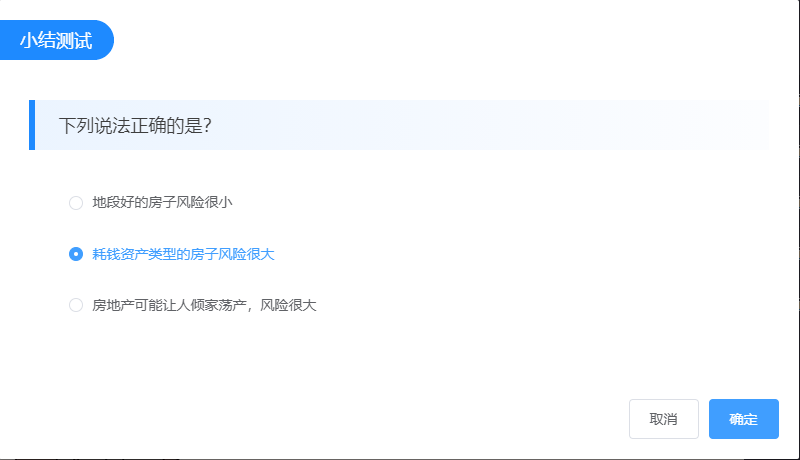 小结测试
下列说法正确的是？
地段好的房子风险很小
耗钱资产类型的房子风险很大
房地产可能让人倾家荡产，风险很大
取消
确定